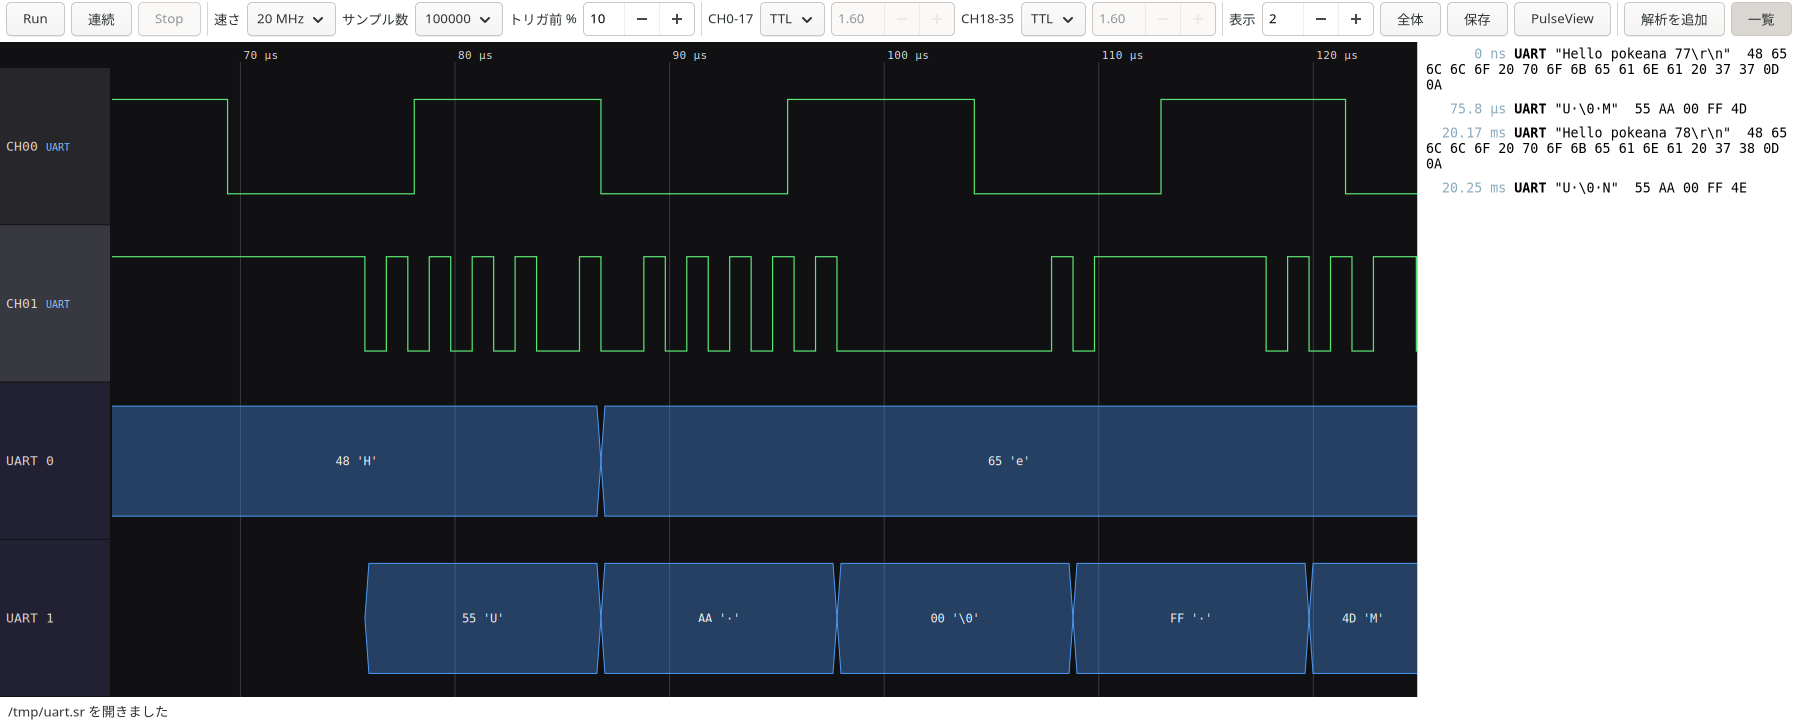 Run 連続 Stop 速さ 20 MHz サンプル数 100000 トリガ前 % 10 − + CH0-17 TTL 1.60 − + CH18-35 TTL 1.60 − + 表示 2 − + 全体 保存 PulseView 解析を追加 一覧
70 µs 80 µs 90 µs 100 µs 110 µs 120 µs
CH00 UART
CH01 UART
UART 0 48 'H' 65 'e'
UART 1 55 'U' AA '·' 00 '\0' FF '·' 4D 'M'
0 ns UART "Hello pokeana 77\r\n" 48 65
6C 6C 6F 20 70 6F 6B 65 61 6E 61 20 37 37 0D
0A
75.8 µs UART "U·\0·M" 55 AA 00 FF 4D
20.17 ms UART "Hello pokeana 78\r\n" 48 65
6C 6C 6F 20 70 6F 6B 65 61 6E 61 20 37 38 0D
0A
20.25 ms UART "U·\0·N" 55 AA 00 FF 4E
/tmp/uart.sr を開きました